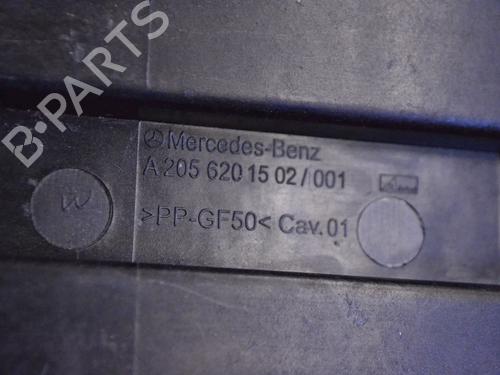 B·PARTS
Mercedes-Benz
A 205 620 15 02/001
>PP-GF50< Cav.01
M